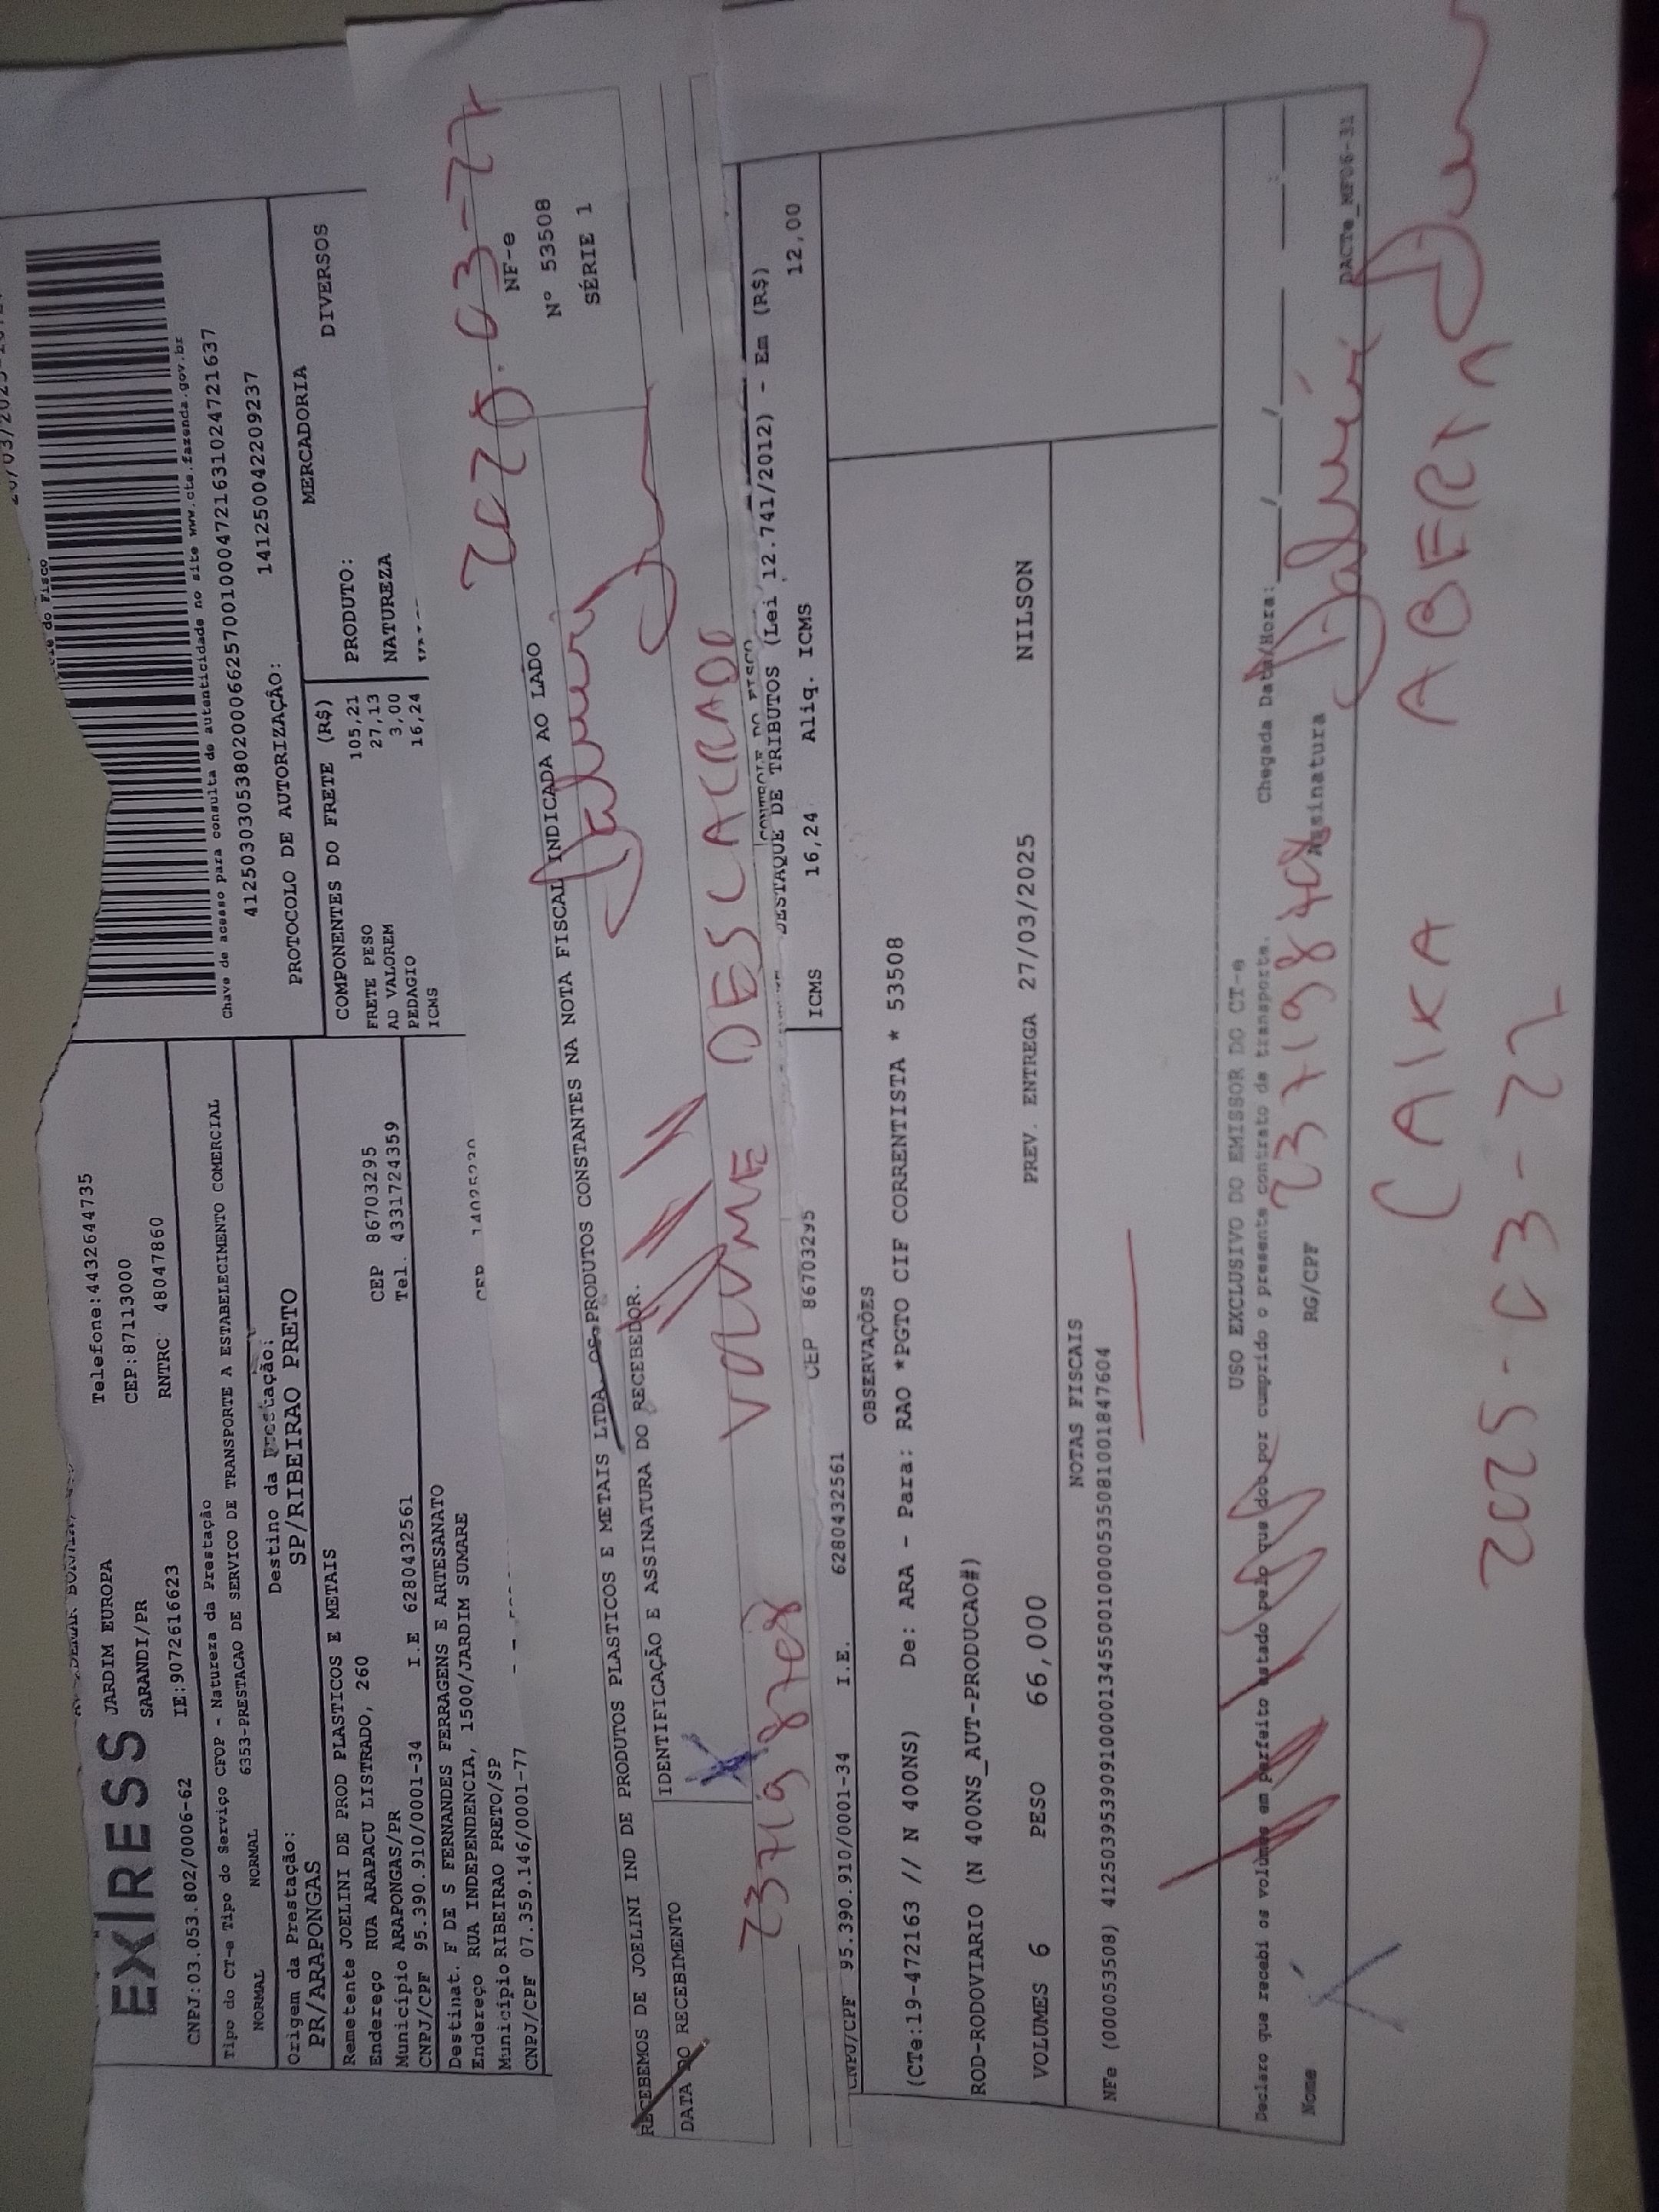 EXPRESS
JARDIM EUROPA
SARANDI/PR
Telefone:4432644735
CEP:87113000
CNPJ:03.053.802/0006-62 IE:9072616623 RNTRC 48047860
Tipo do CT-e Tipo do Serviço CFOP - Natureza da Prestação
NORMAL NORMAL 6353-PRESTACAO DE SERVICO DE TRANSPORTE A ESTABELECIMENTO COMERCIAL
Origem da Prestação: Destino da Prestação:
PR/ARAPONGAS SP/RIBEIRAO PRETO
Remetente JOELINI DE PROD PLASTICOS E METAIS
Endereço RUA ARAPACU LISTRADO, 260 CEP 86703295
Município ARAPONGAS/PR Tel. 4331724359
CNPJ/CPF 95.390.910/0001-34 I.E 6280432561
Destinat. F DE S FERNANDES FERRAGENS E ARTESANATO
Endereço RUA INDEPENDENCIA, 1500/JARDIM SUMARE
Município RIBEIRAO PRETO/SP
CNPJ/CPF 07.359.146/0001-77
do Fisco
Chave de acesso para consulta de autenticidade no site www.cte.fazenda.gov.br
41250303053802000662570010004721631024721637
PROTOCOLO DE AUTORIZAÇÃO: 141250042209237
COMPONENTES DO FRETE (R$) MERCADORIA
FRETE PESO 105,21 PRODUTO: DIVERSOS
AD VALOREM 27,13 NATUREZA
PEDAGIO 3,00
ICMS 16,24
2025.03-27
RECEBEMOS DE JOELINI IND DE PRODUTOS PLASTICOS E METAIS LTDA OS PRODUTOS CONSTANTES NA NOTA FISCAL INDICADA AO LADO
NF-e
Nº 53508
SÉRIE 1
DATA DO RECEBIMENTO IDENTIFICAÇÃO E ASSINATURA DO RECEBEDOR.
VOLUME DESLACRADO
CNPJ/CPF 95.390.910/0001-34 I.E. 6280432561 CEP 86703295
DESTAQUE DE TRIBUTOS (Lei 12.741/2012) - Em (R$)
ICMS 16,24 Aliq. ICMS 12,00
OBSERVAÇÕES
(CTe:19-472163 // N 400NS) De: ARA - Para: RAO *PGTO CIF CORRENTISTA * 53508
ROD-RODOVIARIO (N 400NS_AUT-PRODUCAO#)
VOLUMES 6 PESO 66,000 PREV. ENTREGA 27/03/2025 NILSON
NOTAS FISCAIS
NFe (000053508) 41250395390910000134550010000535081001847604
USO EXCLUSIVO DO EMISSOR DO CT-e
Declaro que recebi os volumes em perfeito estado pelo que dou por cumprido o presente contrato de transporte. Chegada Data/Hora:
Nome RG/CPF Assinatura
DACTe_MF06-31
CAIXA ABERTA
2025-03-27